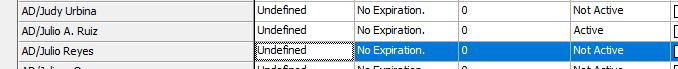 AD/Judy Urbina Undefined No Expiration. 0 Not Active
AD/Julio A. Ruiz Undefined No Expiration. 0 Active
AD/Julio Reyes Undefined No Expiration. 0 Not Active